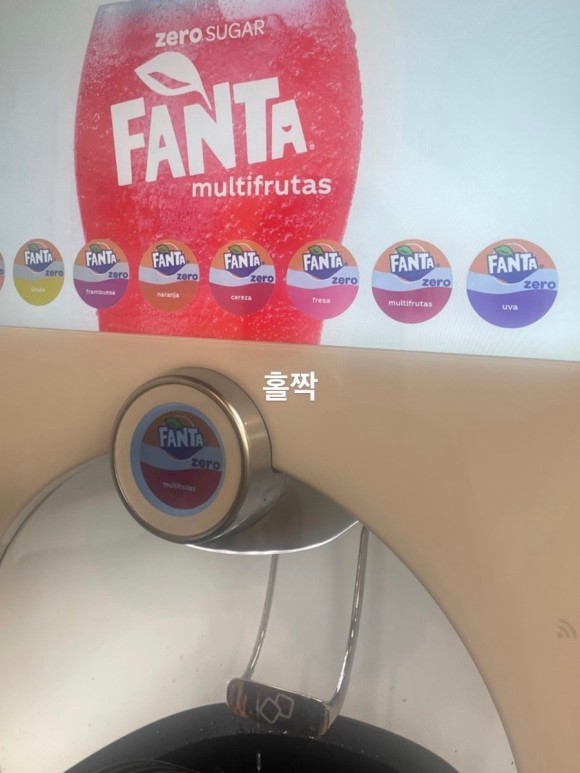 zero SUGAR
FANTA
multifrutas
FANTA zero limón
FANTA zero frambuesa
FANTA zero naranja
FANTA zero cereza
FANTA zero fresa
FANTA zero multifrutas
FANTA zero uva
홀짝
FANTA
zero
multifrutas